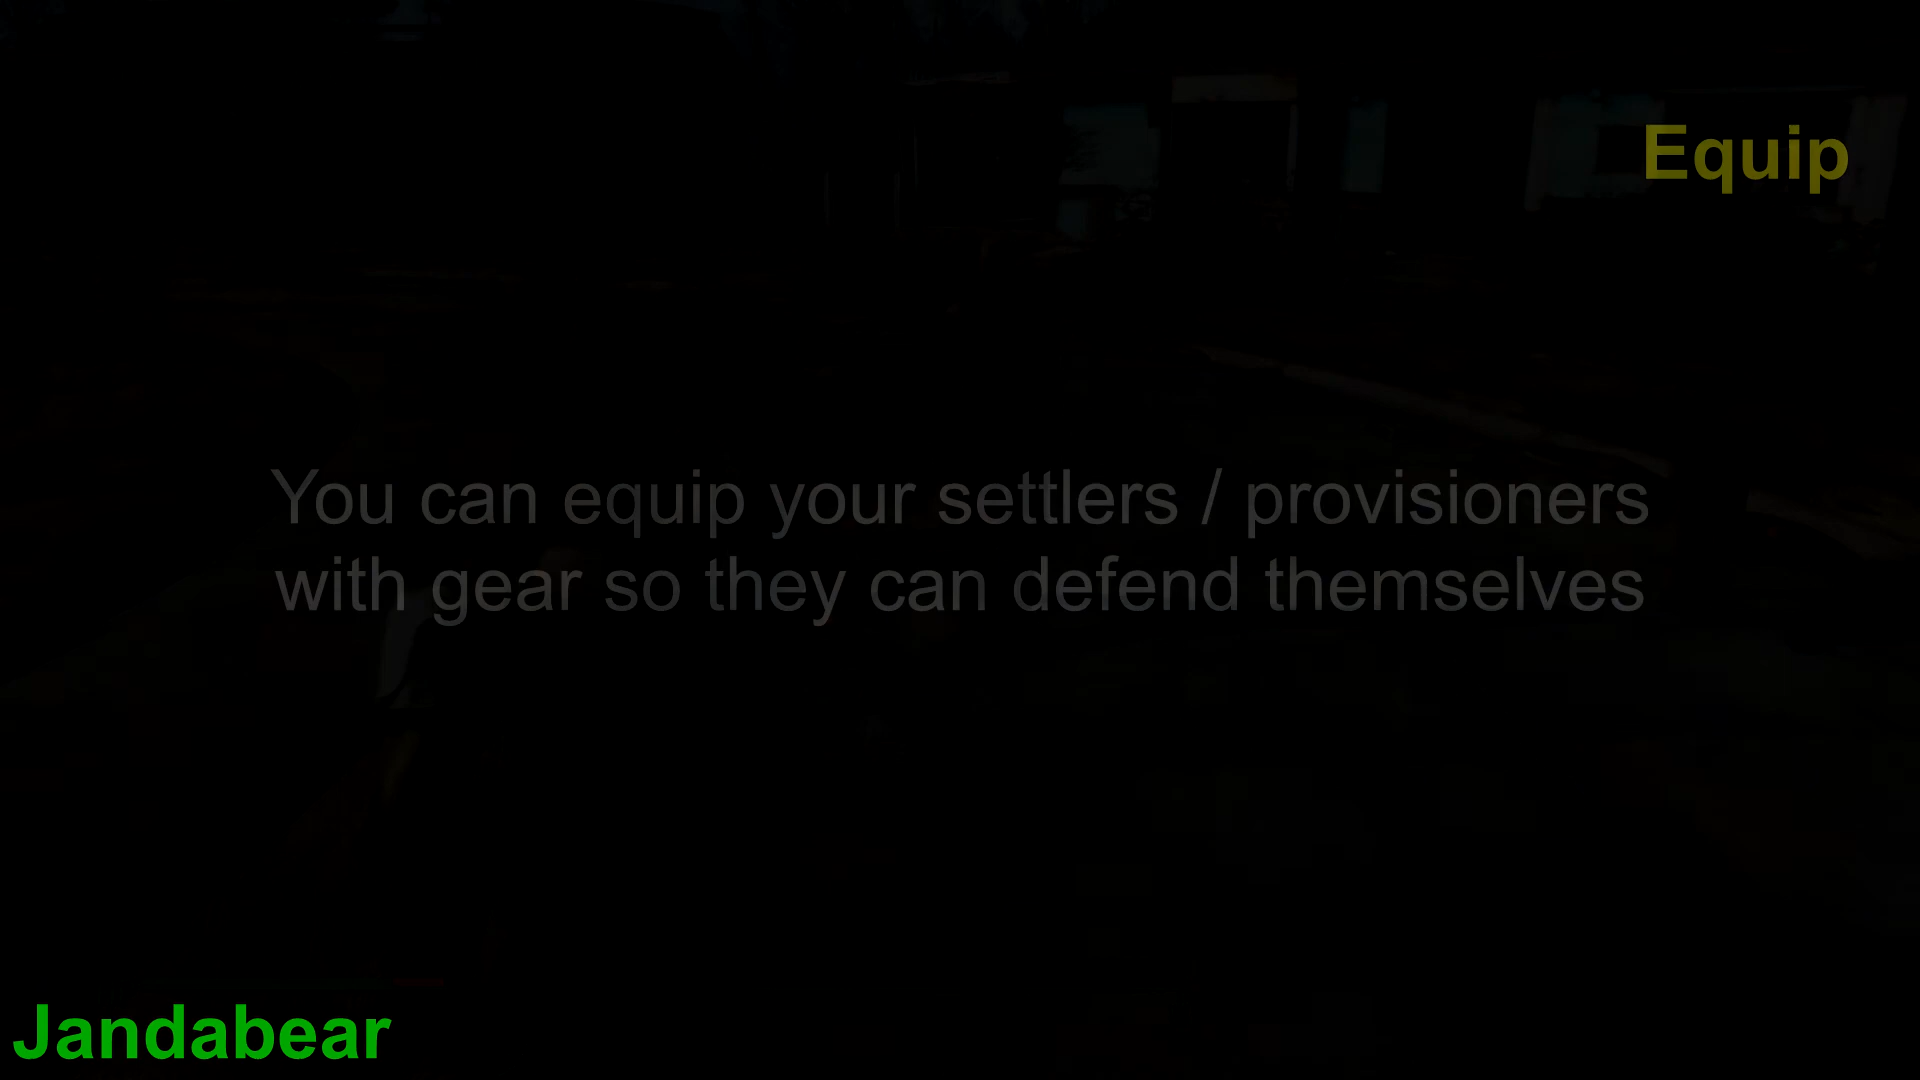 Equip
You can equip your settlers / provisioners
with gear so they can defend themselves
Jandabear